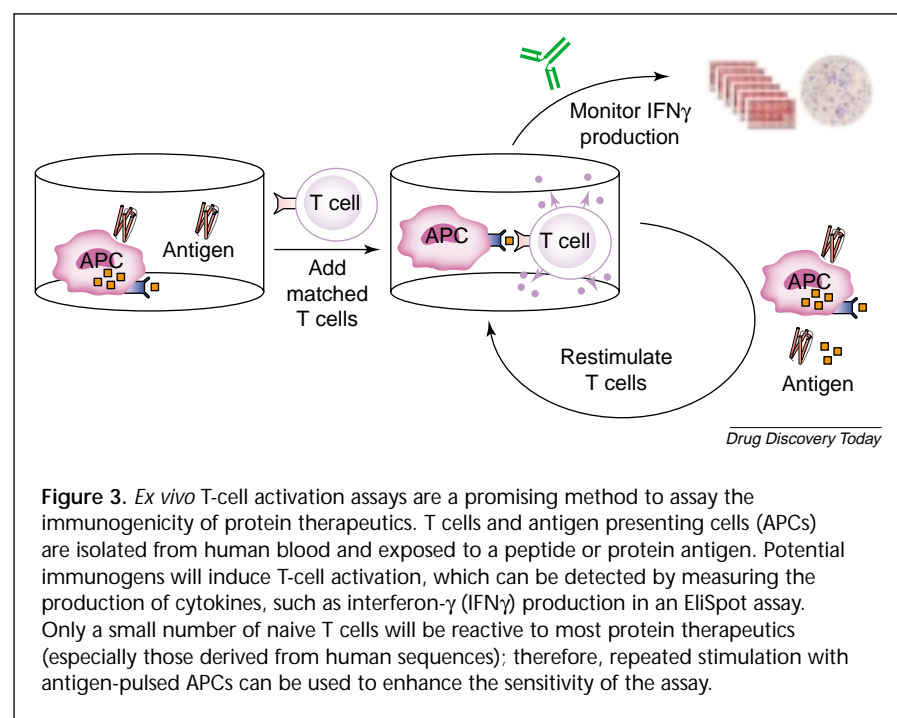 Monitor IFNγ
production
T cell
APC
Antigen
Add
matched
T cells
APC
T cell
Restimulate
T cells
APC
Antigen
Drug Discovery Today
Figure 3. Ex vivo T-cell activation assays are a promising method to assay the
immunogenicity of protein therapeutics. T cells and antigen presenting cells (APCs)
are isolated from human blood and exposed to a peptide or protein antigen. Potential
immunogens will induce T-cell activation, which can be detected by measuring the
production of cytokines, such as interferon-γ (IFNγ) production in an EliSpot assay.
Only a small number of naive T cells will be reactive to most protein therapeutics
(especially those derived from human sequences); therefore, repeated stimulation with
antigen-pulsed APCs can be used to enhance the sensitivity of the assay.